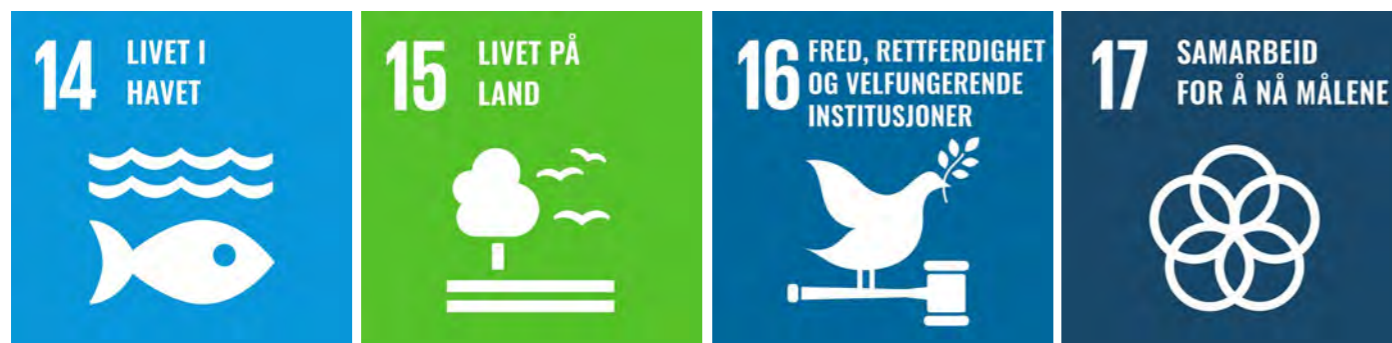 14
LIVET I
HAVET
15
LIVET PÅ
LAND
16
FRED, RETTFERDIGHET
OG VELFUNGERENDE
INSTITUSJONER
17
SAMARBEID
FOR Å NÅ MÅLENE